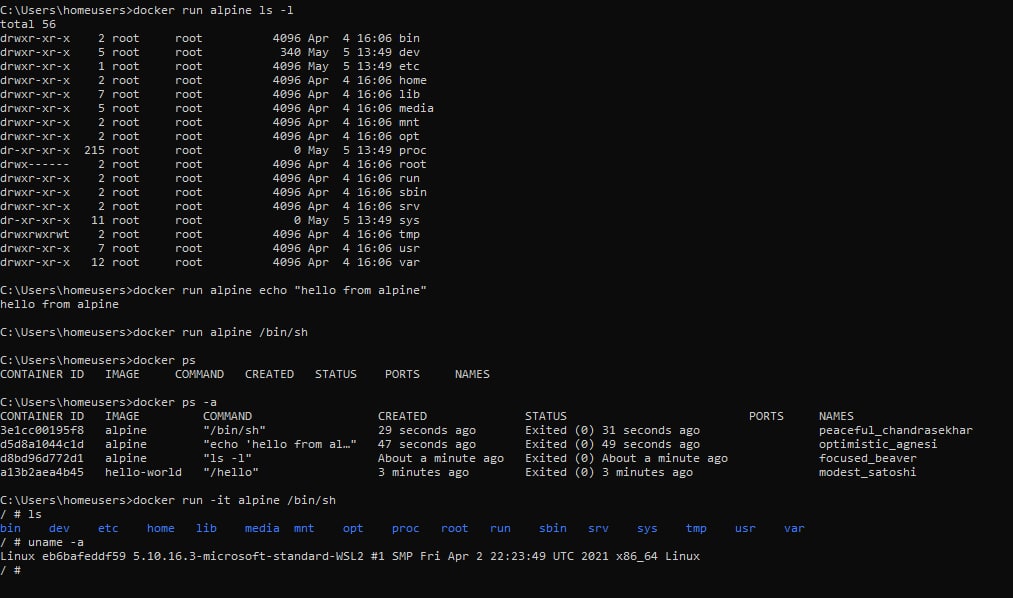 C:\Users\homeusers>docker run alpine ls -l
total 56
drwxr-xr-x    2 root     root          4096 Apr  4 16:06 bin
drwxr-xr-x    5 root     root           340 May  5 13:49 dev
drwxr-xr-x    1 root     root          4096 May  5 13:49 etc
drwxr-xr-x    2 root     root          4096 Apr  4 16:06 home
drwxr-xr-x    7 root     root          4096 Apr  4 16:06 lib
drwxr-xr-x    5 root     root          4096 Apr  4 16:06 media
drwxr-xr-x    2 root     root          4096 Apr  4 16:06 mnt
drwxr-xr-x    2 root     root          4096 Apr  4 16:06 opt
dr-xr-xr-x  215 root     root             0 May  5 13:49 proc
drwx------    2 root     root          4096 Apr  4 16:06 root
drwxr-xr-x    2 root     root          4096 Apr  4 16:06 run
drwxr-xr-x    2 root     root          4096 Apr  4 16:06 sbin
drwxr-xr-x    2 root     root          4096 Apr  4 16:06 srv
dr-xr-xr-x   11 root     root             0 May  5 13:49 sys
drwxrwxrwt    2 root     root          4096 Apr  4 16:06 tmp
drwxr-xr-x    7 root     root          4096 Apr  4 16:06 usr
drwxr-xr-x   12 root     root          4096 Apr  4 16:06 var
C:\Users\homeusers>docker run alpine echo "hello from alpine"
hello from alpine
C:\Users\homeusers>docker run alpine /bin/sh
C:\Users\homeusers>docker ps
CONTAINER ID   IMAGE     COMMAND   CREATED   STATUS    PORTS     NAMES
C:\Users\homeusers>docker ps -a
CONTAINER ID   IMAGE         COMMAND                  CREATED              STATUS                          PORTS     NAMES
3e1cc00195f8   alpine        "/bin/sh"                29 seconds ago       Exited (0) 31 seconds ago                 peaceful_chandrasekhar
d5d8a1044c1d   alpine        "echo 'hello from al…"   47 seconds ago       Exited (0) 49 seconds ago                 optimistic_agnesi
d8bd96d772d1   alpine        "ls -l"                  About a minute ago   Exited (0) About a minute ago             focused_beaver
a13b2aea4b45   hello-world   "/hello"                 3 minutes ago        Exited (0) 3 minutes ago                  modest_satoshi
C:\Users\homeusers>docker run -it alpine /bin/sh
/ # ls
bin    dev    etc    home   lib    media  mnt    opt    proc   root   run    sbin   srv    sys    tmp    usr    var
/ # uname -a
Linux eb6bafeddf59 5.10.16.3-microsoft-standard-WSL2 #1 SMP Fri Apr 2 22:23:49 UTC 2021 x86_64 Linux
/ #